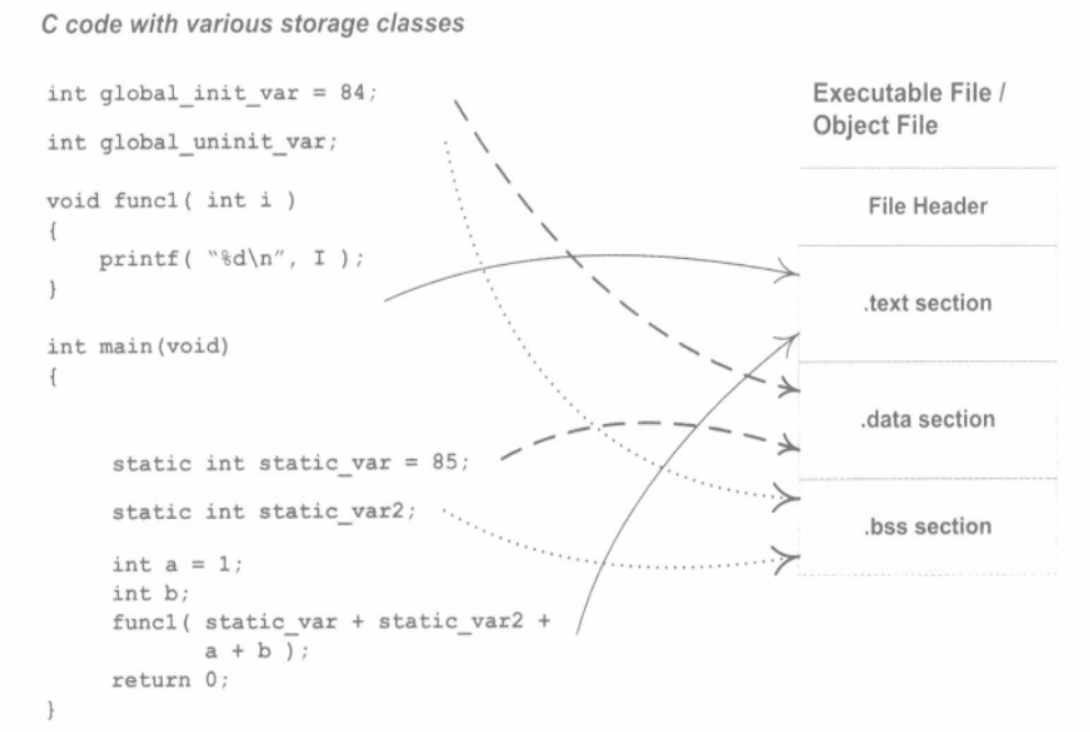 C code with various storage classes
int global_init_var = 84;
int global_uninit_var;
void func1( int i )
{
    printf( "%d\n", I );
}
int main(void)
{
    static int static_var = 85;
    static int static_var2;
    int a = 1;
    int b;
    func1( static_var + static_var2 +
           a + b );
    return 0;
}
Executable File /
Object File
File Header
.text section
.data section
.bss section